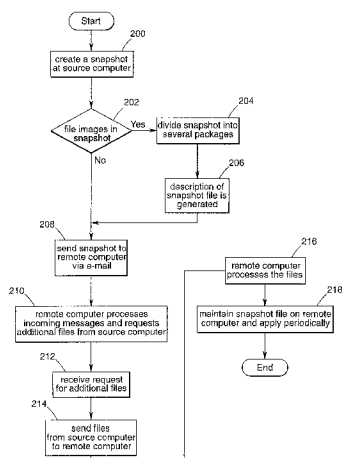 Start
200
create a snapshot
at source computer
202
file images in
snapshot
Yes
No
204
divide snapshot into
several packages
206
description of
snapshot file is
generated
208
send snapshot to
remote computer
via e-mail
210
remote computer processes
incoming messages and requests
additional files from source computer
212
receive request
for additional files
214
send files
from source computer
to remote computer
216
remote computer
processes the files
218
maintain snapshot file on remote
computer and apply periodically
End